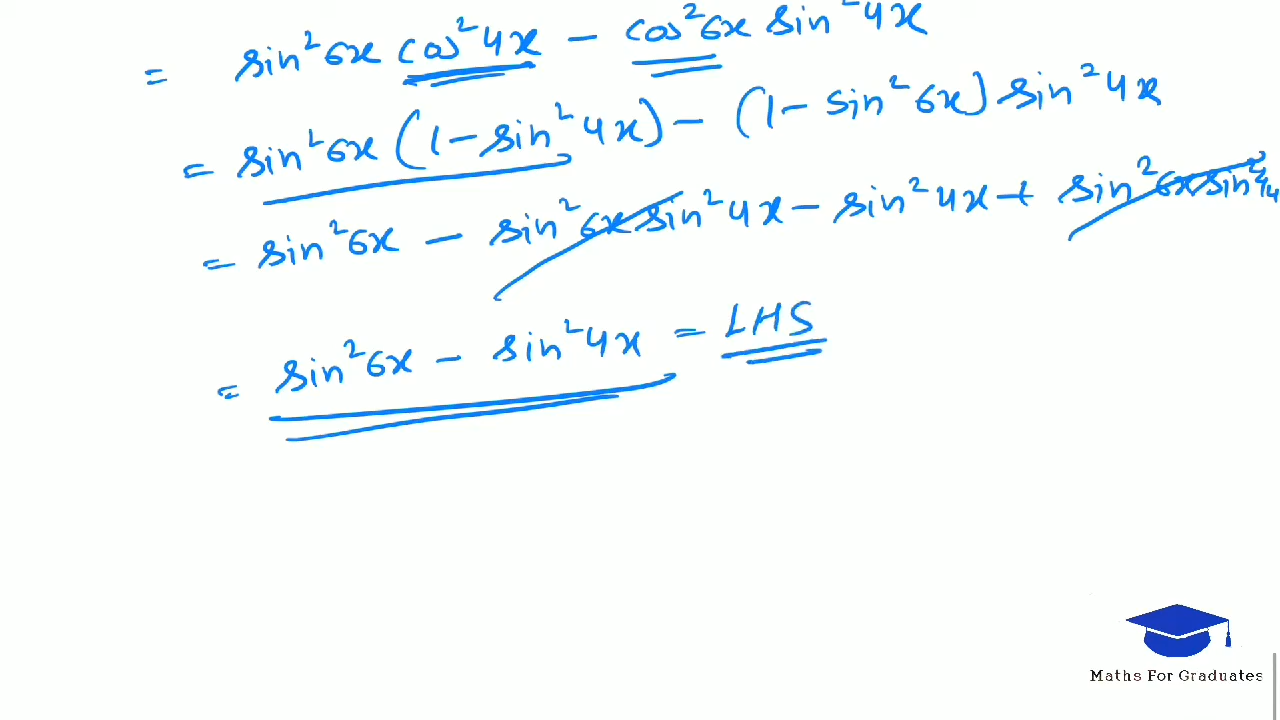 = sin²6x cos²4x - cos²6x sin²4x
= sin²6x (1 - sin²4x) - (1 - sin²6x) sin²4x
= sin²6x - sin²6x sin²4x - sin²4x + sin²6x sin²4
= sin²6x - sin²4x = LHS
Maths For Graduates